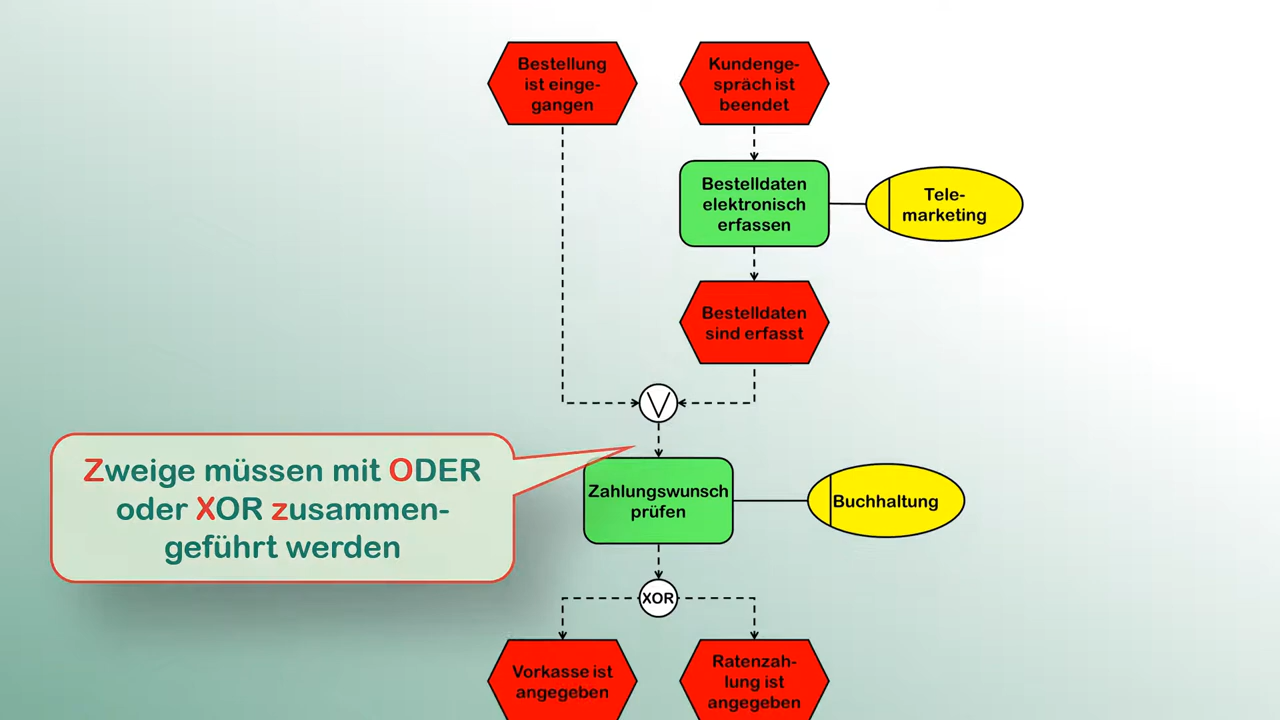 Bestellung
ist einge-
gangen
Kundenge-
spräch ist
beendet
Bestelldaten
elektronisch
erfassen
Tele-
marketing
Bestelldaten
sind erfasst
V
Zweige müssen mit ODER
oder XOR zusammen-
geführt werden
Zahlungswunsch
prüfen
Buchhaltung
XOR
Vorkasse ist
angegeben
Ratenzah-
lung ist
angegeben